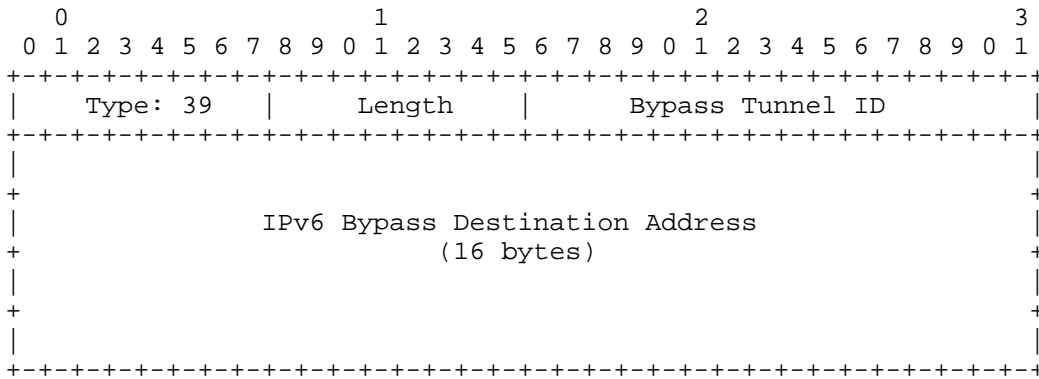 0 1 2 3
0 1 2 3 4 5 6 7 8 9 0 1 2 3 4 5 6 7 8 9 0 1 2 3 4 5 6 7 8 9 0 1
+-+-+-+-+-+-+-+-+-+-+-+-+-+-+-+-+-+-+-+-+-+-+-+-+-+-+-+-+-+-+-+-+
| Type: 39 | Length | Bypass Tunnel ID |
+-+-+-+-+-+-+-+-+-+-+-+-+-+-+-+-+-+-+-+-+-+-+-+-+-+-+-+-+-+-+-+-+
| |
+ +
| IPv6 Bypass Destination Address |
+ (16 bytes) +
| |
+ +
| |
+-+-+-+-+-+-+-+-+-+-+-+-+-+-+-+-+-+-+-+-+-+-+-+-+-+-+-+-+-+-+-+-+